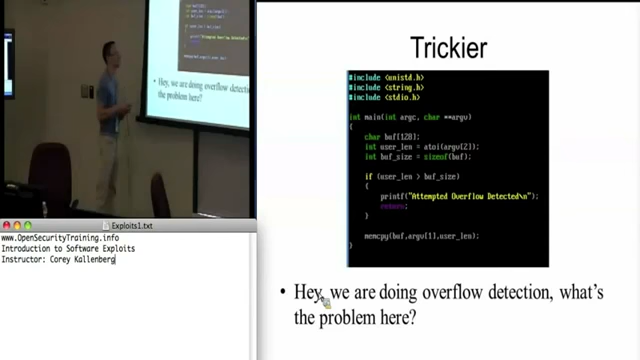 Trickier
#include <unistd.h>
#include <string.h>
#include <stdio.h>
int main(int argc, char **argv)
{
char buf[128];
int user_len = atoi(argv[2]);
int buf_size = sizeof(buf);
if (user_len > buf_size)
{
printf("Attempted Overflow Detected\n");
return;
}
memcpy(buf,argv[1],user_len);
}
Hey, we are doing overflow detection, what's
the problem here?
Hey, we are doing overflow detection
the problem here?
Exploits1.txt
www.OpenSecurityTraining.info
Introduction to Software Exploits
Instructor: Corey Kallenberg